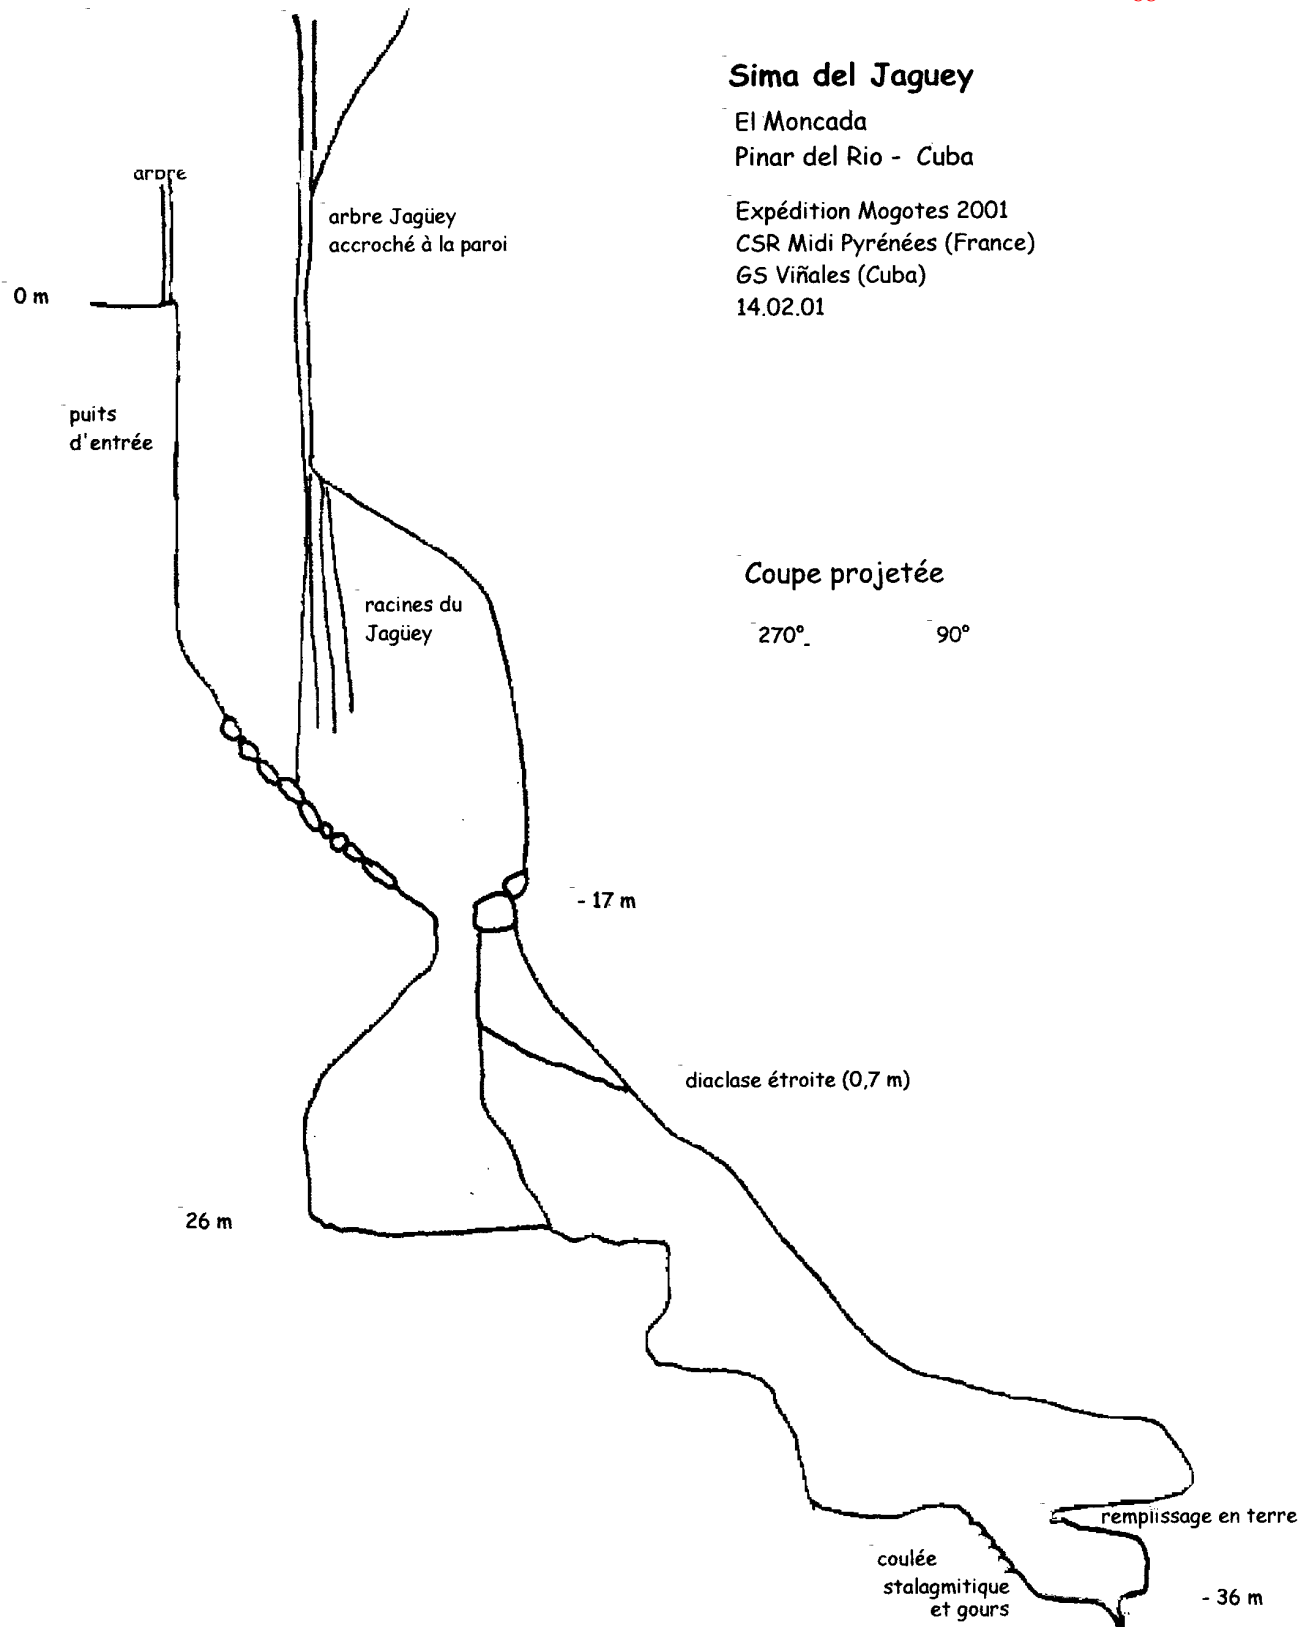 Sima del Jaguey
El Moncada
Pinar del Rio - Cuba
Expédition Mogotes 2001
CSR Midi Pyrénées (France)
GS Viñales (Cuba)
14.02.01
arbre
arbre Jagüey
accroché à la paroi
0 m
puits
d'entrée
Coupe projetée
270° 90°
racines du
Jagüey
- 17 m
diaclase étroite (0,7 m)
26 m
remplissage en terre
coulée
stalagmitique
et gours
- 36 m